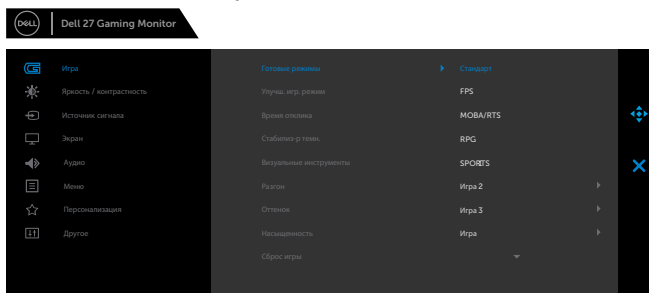 DELL Dell 27 Gaming Monitor
Игра Готовые режимы Стандарт
Яркость / контрастность Улучш. игр. режим FPS
Источник сигнала Время отклика MOBA/RTS
Экран Стабилиз-р темн. RPG
Аудио Визуальные инструменты SPORTS
Меню Разгон Игра 2
Персонализация Оттенок Игра 3
Другое Насыщенность Игра
Сброс игры